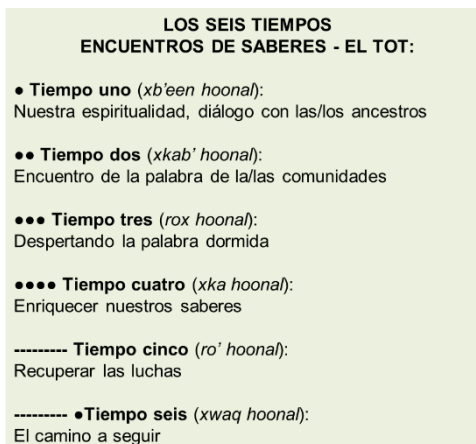 LOS SEIS TIEMPOS
ENCUENTROS DE SABERES - EL TOT:
● Tiempo uno (xb'een hoonal):
Nuestra espiritualidad, diálogo con las/los ancestros
●● Tiempo dos (xkab' hoonal):
Encuentro de la palabra de la/las comunidades
●●● Tiempo tres (rox hoonal):
Despertando la palabra dormida
●●●● Tiempo cuatro (xka hoonal):
Enriquecer nuestros saberes
--------- Tiempo cinco (ro' hoonal):
Recuperar las luchas
--------- ●Tiempo seis (xwaq hoonal):
El camino a seguir